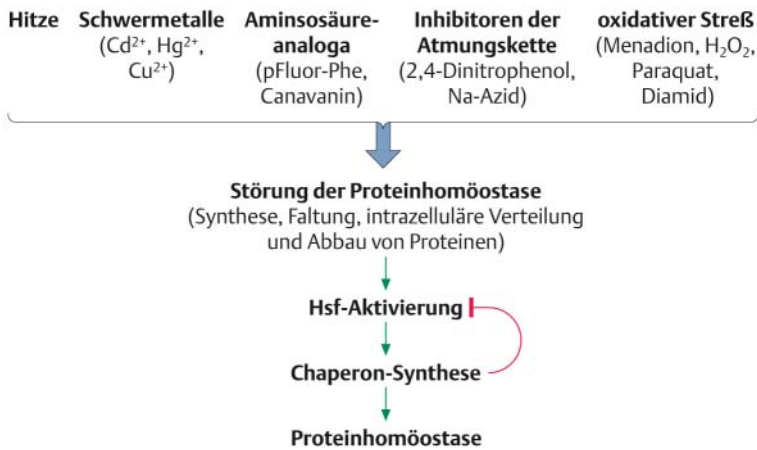 Hitze
Schwermetalle
(Cd²⁺, Hg²⁺,
Cu²⁺)
Aminsosäure-
analoga
(pFluor-Phe,
Canavanin)
Inhibitoren der
Atmungskette
(2,4-Dinitrophenol,
Na-Azid)
oxidativer Streß
(Menadion, H₂O₂,
Paraquat,
Diamid)
Störung der Proteinhomöostase
(Synthese, Faltung, intrazelluläre Verteilung
und Abbau von Proteinen)
Hsf-Aktivierung
Chaperon-Synthese
Proteinhomöostase